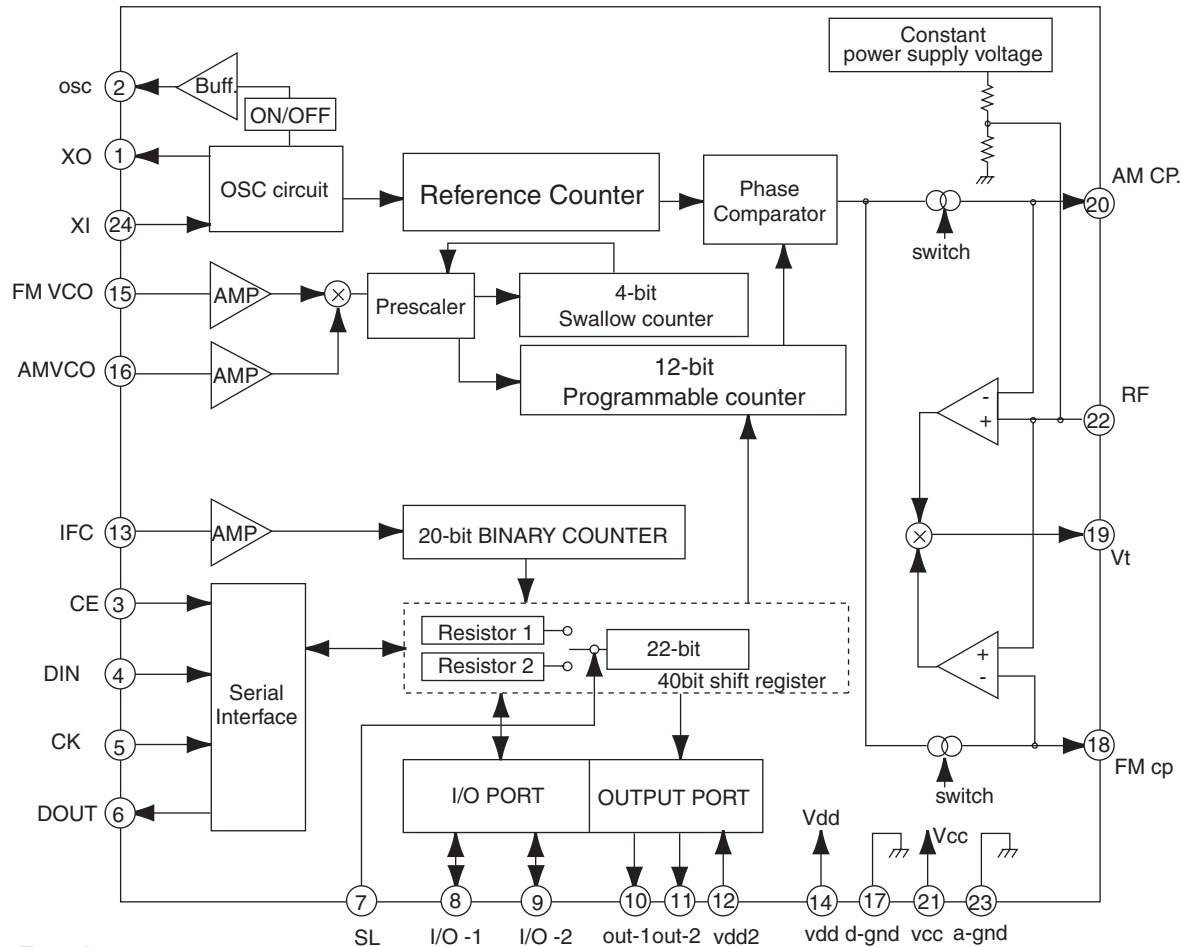 Constant
power supply voltage
osc
2
Buff.
ON/OFF
XO
1
OSC circuit
Reference Counter
Phase
Comparator
AM CP.
20
XI
24
switch
FM VCO
15
AMP
×
Prescaler
4-bit
Swallow counter
AMVCO
16
AMP
12-bit
Programmable counter
-
+
RF
22
IFC
13
AMP
20-bit BINARY COUNTER
×
19
Vt
CE
3
Resistor 1
Resistor 2
22-bit
40bit shift register
DIN
4
Serial
Interface
+
-
CK
5
18
FM cp
I/O PORT
OUTPUT PORT
switch
DOUT
6
Vdd
Vcc
7
8
9
10
11
12
14
17
21
23
SL
I/O -1
I/O -2
out-1
out-2
vdd2
vdd
d-gnd
vcc
a-gnd